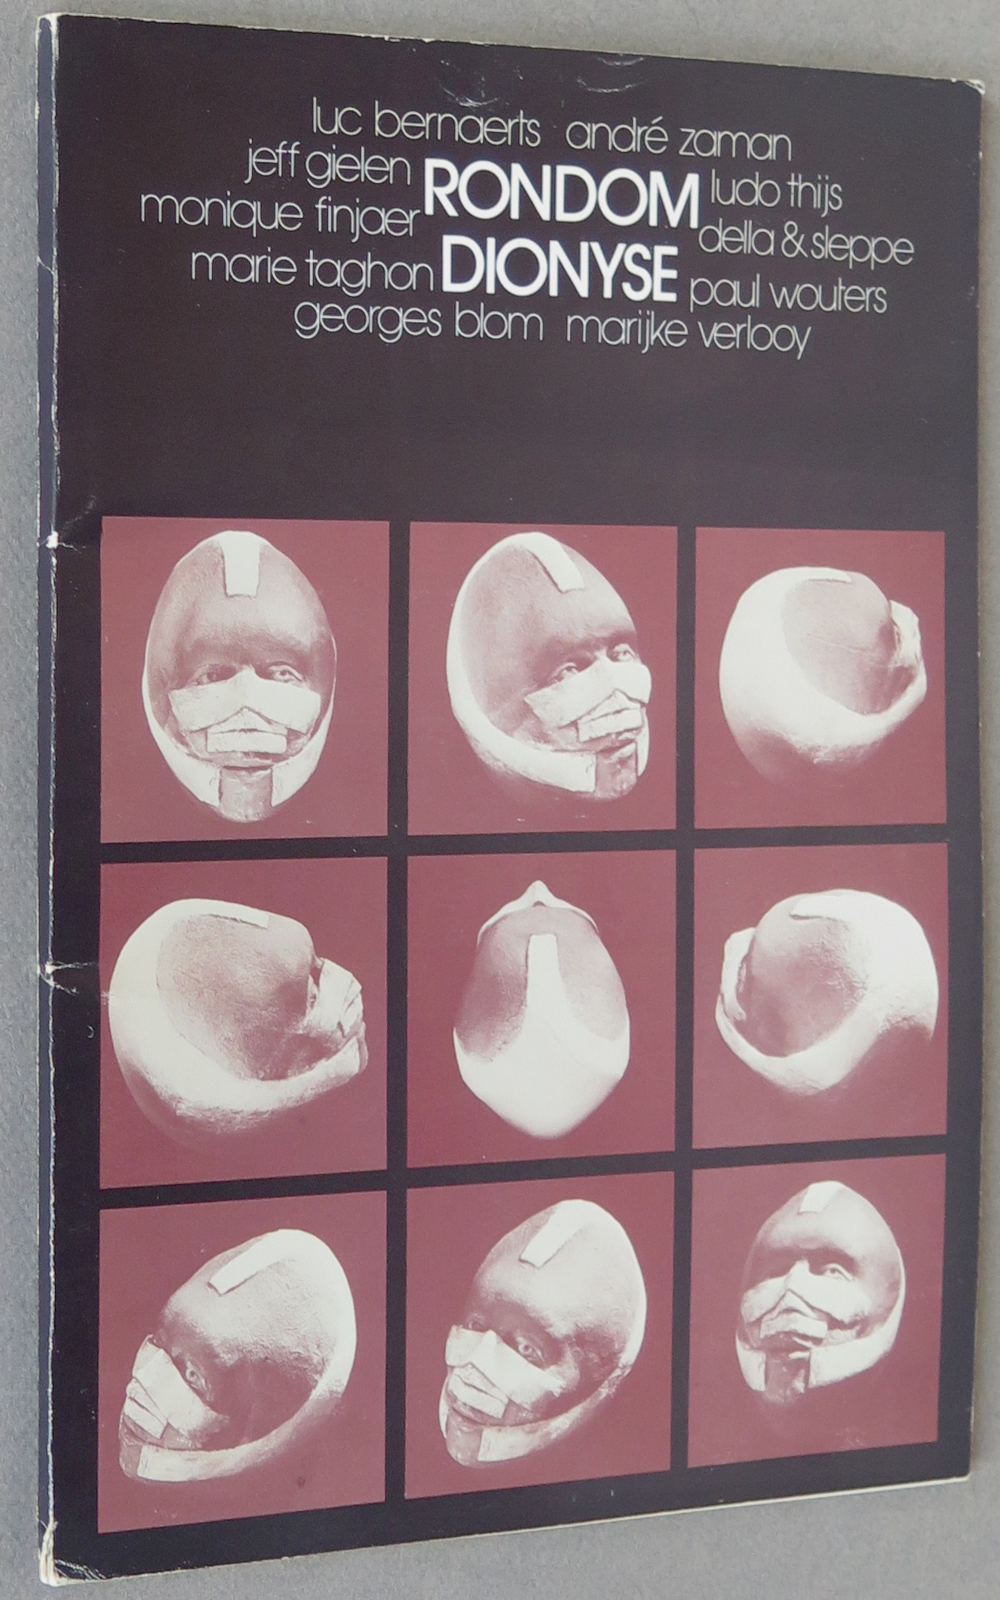 luc bernaerts andré zaman
jeff gielen RONDOM ludo thijs
monique finjaer della & sleppe
marie taghon DIONYSE paul wouters
georges blom marijke verlooy